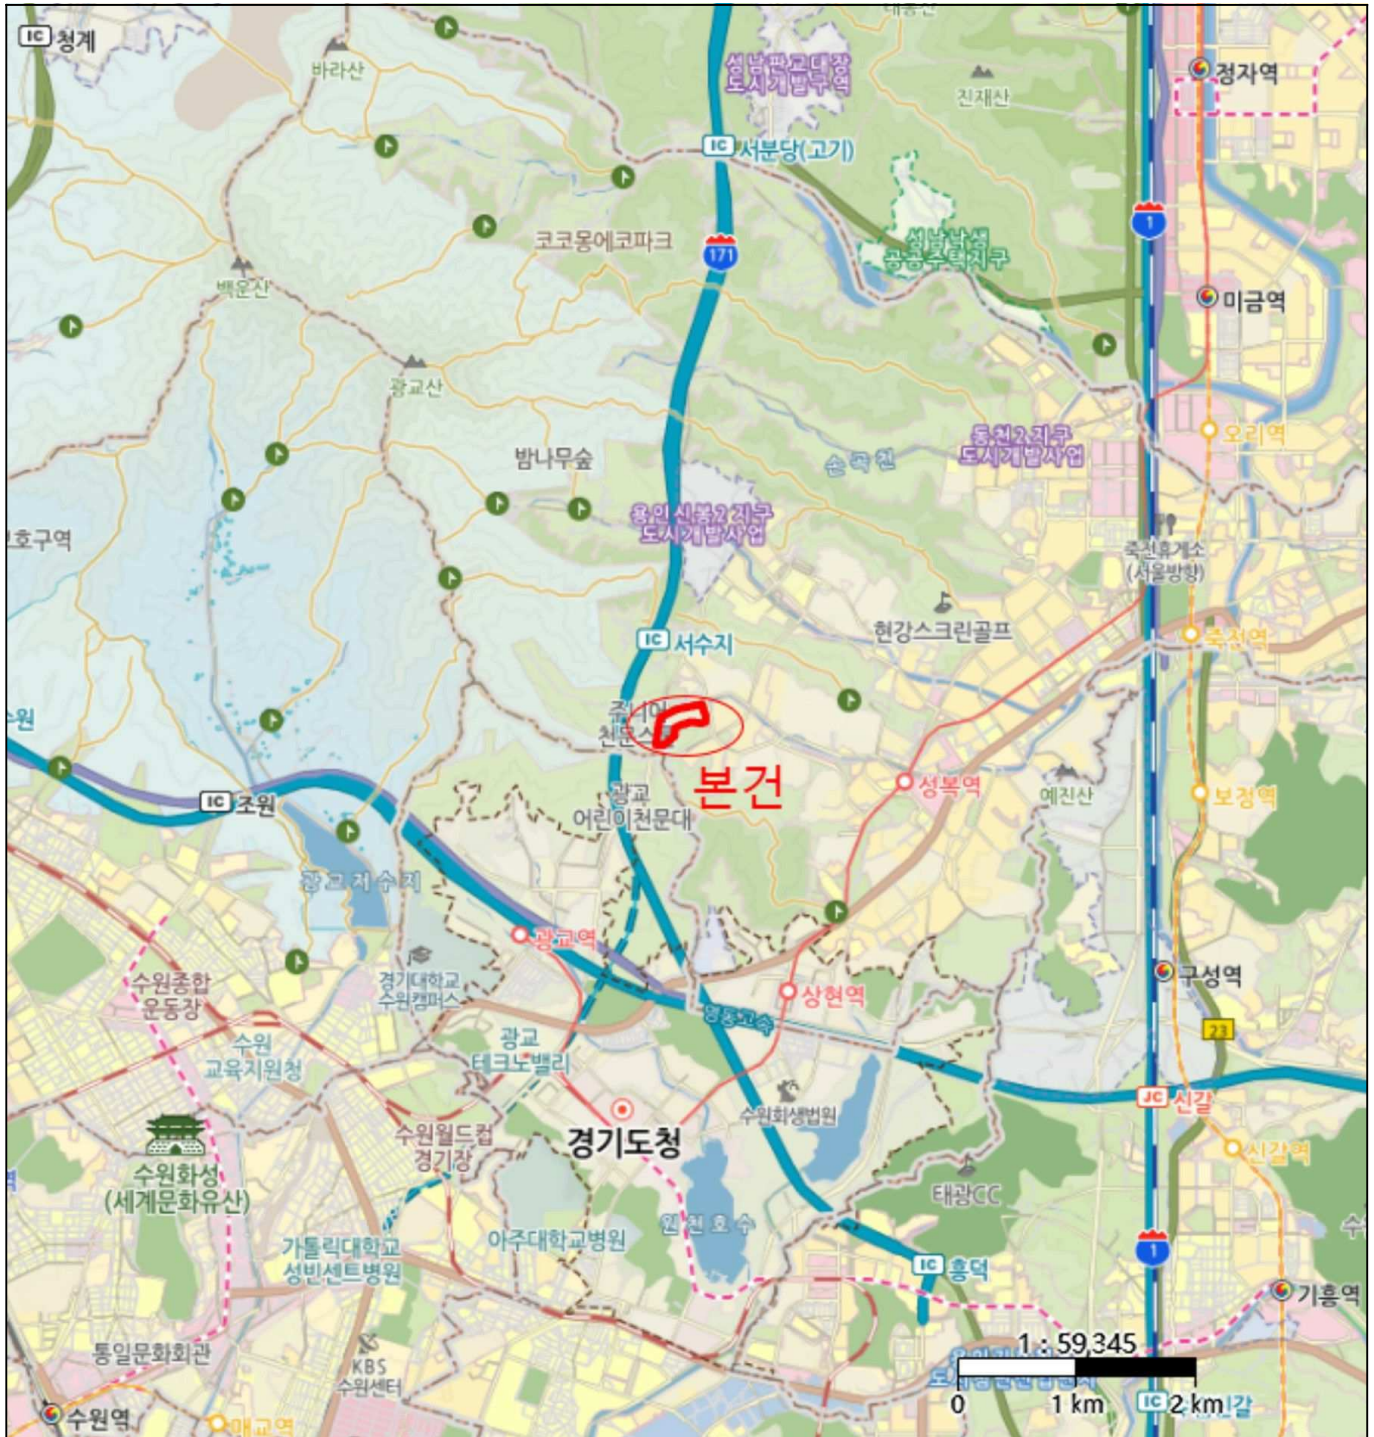 IC 청계
바라산
성남판교대장
도시개발구역
진재산
정자역
IC 서분당(고기)
1
코코몽에코파크
171
성남낙생
공공주택지구
백운산
미금역
광교산
동천2지구
도시개발사업
오리역
밤나무숲
손곡천
용인신봉2지구
도시개발사업
호구역
죽전휴게소
(서울방향)
현강스크린골프
IC 서수지
죽전역
수원
주니어
본건
성복역
예진산
보정역
IC 조원
광교
어린이천문대
광교저수지
광교역
경기대학교
수원캠퍼스
수원종합
운동장
상현역
구성역
영동고속
23
수원
교육지원청
광교
테크노밸리
JC 신갈
수원회생법원
경기도청
수원월드컵
경기장
신갈역
수원화성
(세계문화유산)
태광CC
원천호수
가톨릭대학교
성빈센트병원
아주대학교병원
1
IC 흥덕
기흥역
통일문화회관
KBS
수원센터
1 : 59,345
0 1 km 2 km
IC
수원역
매교역